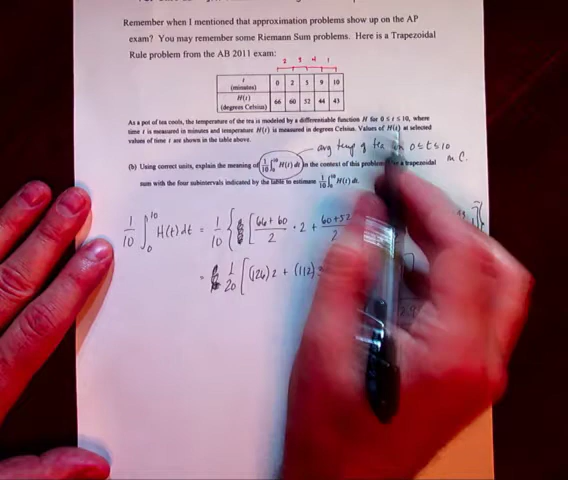 Remember when I mentioned that approximation problems show up on the AP
exam? You may remember some Riemann Sum problems. Here is a Trapezoidal
Rule problem from the AB 2011 exam:
2 3 4 1
t (minutes) 0 2 5 9 10
H(t) (degrees Celsius) 66 60 52 44 43
As a pot of tea cools, the temperature of the tea is modeled by a differentiable function H for 0 ≤ t ≤ 10, where
time t is measured in minutes and temperature H(t) is measured in degrees Celsius. Values of H(t) at selected
values of time t are shown in the table above.
avg temp of tea on 0 ≤ t ≤ 10
in C.
(b) Using correct units, explain the meaning of 1/10 ∫₀¹⁰ H(t) dt in the context of this problem. a trapezoidal
sum with the four subintervals indicated by the table to estimate 1/10 ∫₀¹⁰ H(t) dt.
1/10 ∫₀¹⁰ H(t) dt = 1/10 { [ (66+60)/2 · 2 + (60+52)/2
= 1/20 [ (126)2 + (112)